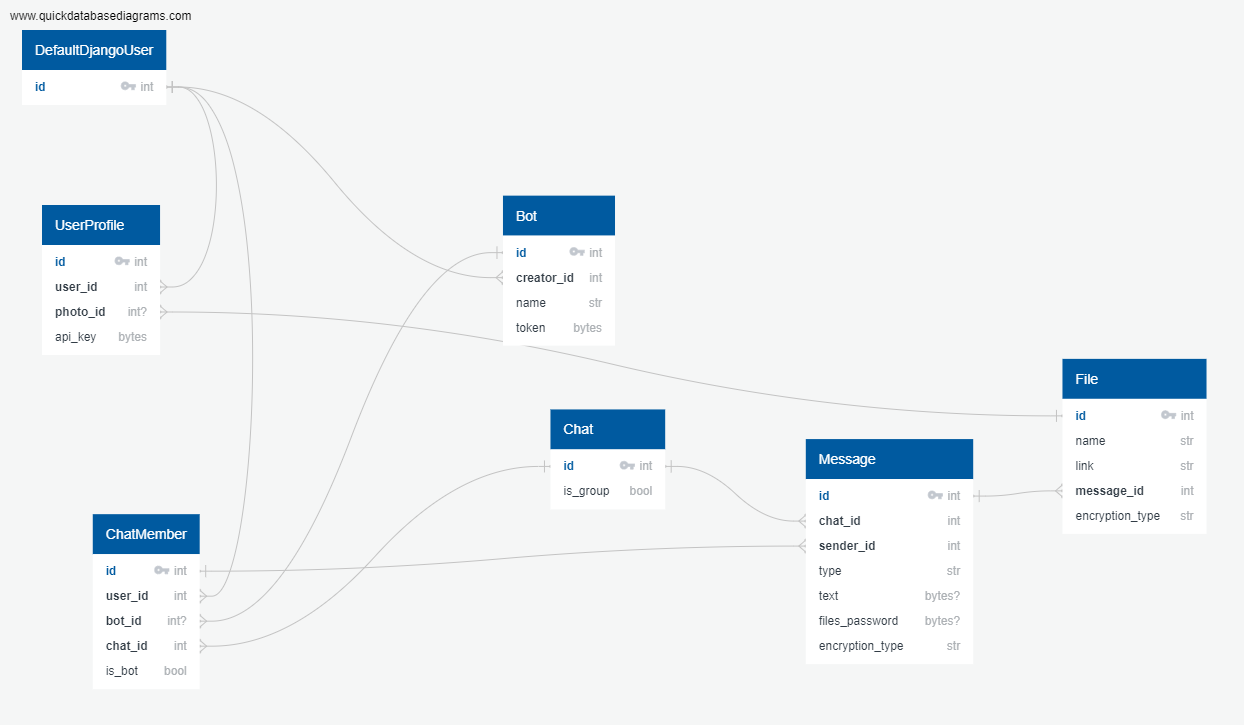 www.quickdatabasediagrams.com
DefaultDjangoUser
id int
UserProfile
id int
user_id int
photo_id int?
api_key bytes
Bot
id int
creator_id int
name str
token bytes
File
id int
name str
link str
message_id int
encryption_type str
Chat
id int
is_group bool
Message
id int
chat_id int
sender_id int
type str
text bytes?
files_password bytes?
encryption_type str
ChatMember
id int
user_id int
bot_id int?
chat_id int
is_bot bool